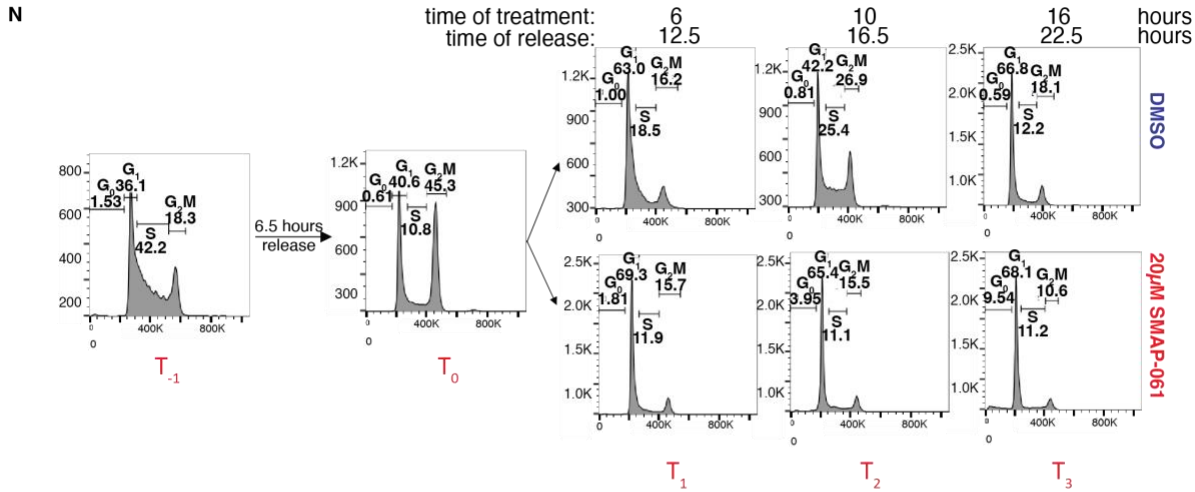 N
time of treatment: 6 10 16 hours
time of release: 12.5 16.5 22.5 hours
G₁ 63.0
G₂M 16.2
G₀ 1.00
S 18.5
1.2K
900
600
300
0
400K
800K
G₁ 42.2
G₂M 26.9
G₀ 0.81
S 25.4
1.2K
900
600
300
0
0
400K
800K
2.5K
G₁ 66.8
G₂M 18.1
G₀ 0.59
S 12.2
2.0K
1.5K
1.0K
0
0
400K
800K
DMSO
800
G₀ 1.53
G₁ 36.1
G₂M 18.3
S 42.2
600
400
200
0
400K
800K
T₋₁
6.5 hours
release
1.2K
G₀ 0.61
G₁ 40.6
G₂M 45.3
S 10.8
900
600
300
0
400K
800K
T₀
2.5K
G₁ 69.3
G₂M 15.7
G₀ 1.81
S 11.9
2.0K
1.5K
1.0K
0
0
400K
800K
T₁
2.5K
G₁ 65.4
G₂M 15.5
G₀ 3.95
S 11.1
2.0K
1.5K
1.0K
0
0
400K
800K
T₂
2.5K
G₁ 68.1
G₂M 10.6
G₀ 9.54
S 11.2
2.0K
1.5K
1.0K
0
0
400K
800K
T₃
20µM SMAP-061